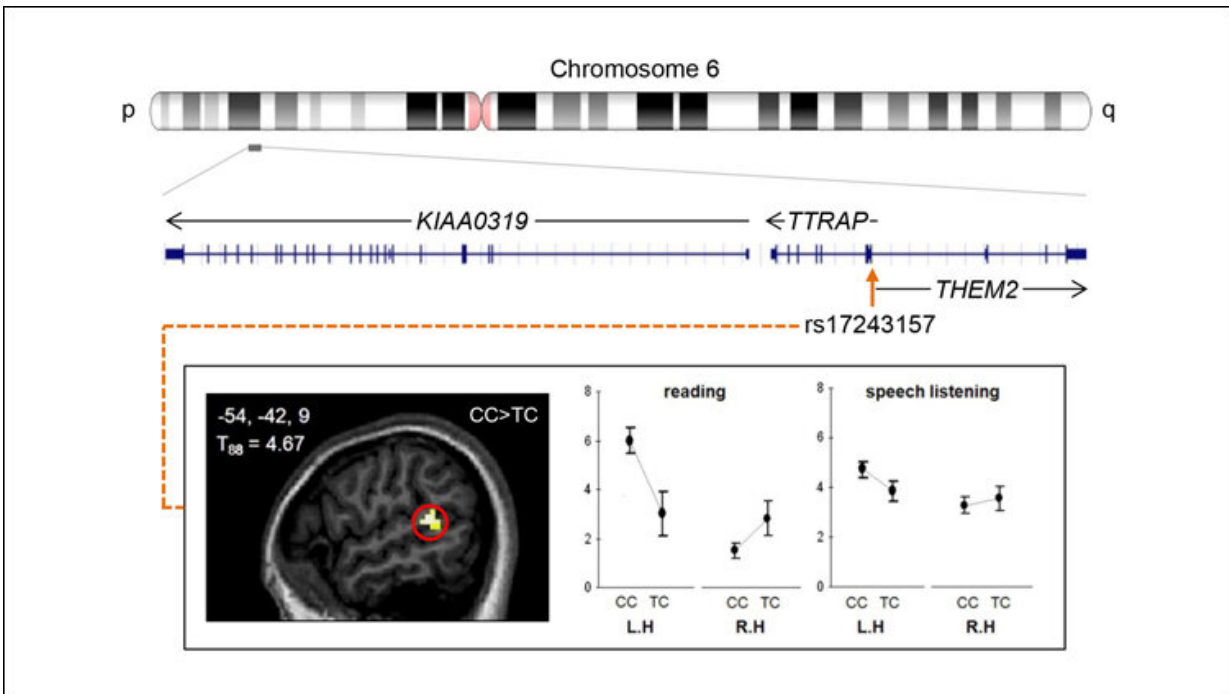 Chromosome 6
p
q
KIAA0319
TTRAP
THEM2
rs17243157
-54, -42, 9
CC>TC
T88 = 4.67
reading
8
6
4
2
0
CC TC
L.H
CC TC
R.H
speech listening
8
6
4
2
0
CC TC
L.H
CC TC
R.H